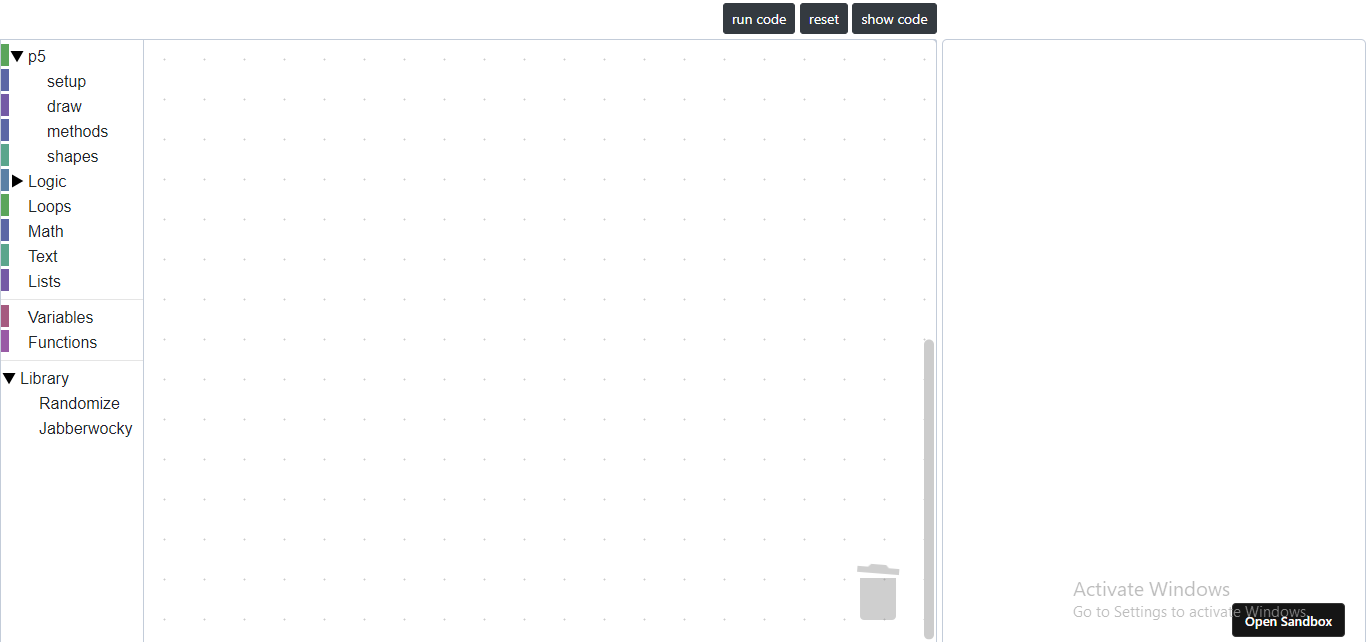 run code reset show code
p5
setup
draw
methods
shapes
Logic
Loops
Math
Text
Lists
Variables
Functions
Library
Randomize
Jabberwocky
Activate Windows
Go to Settings to activate Windows.
Open Sandbox